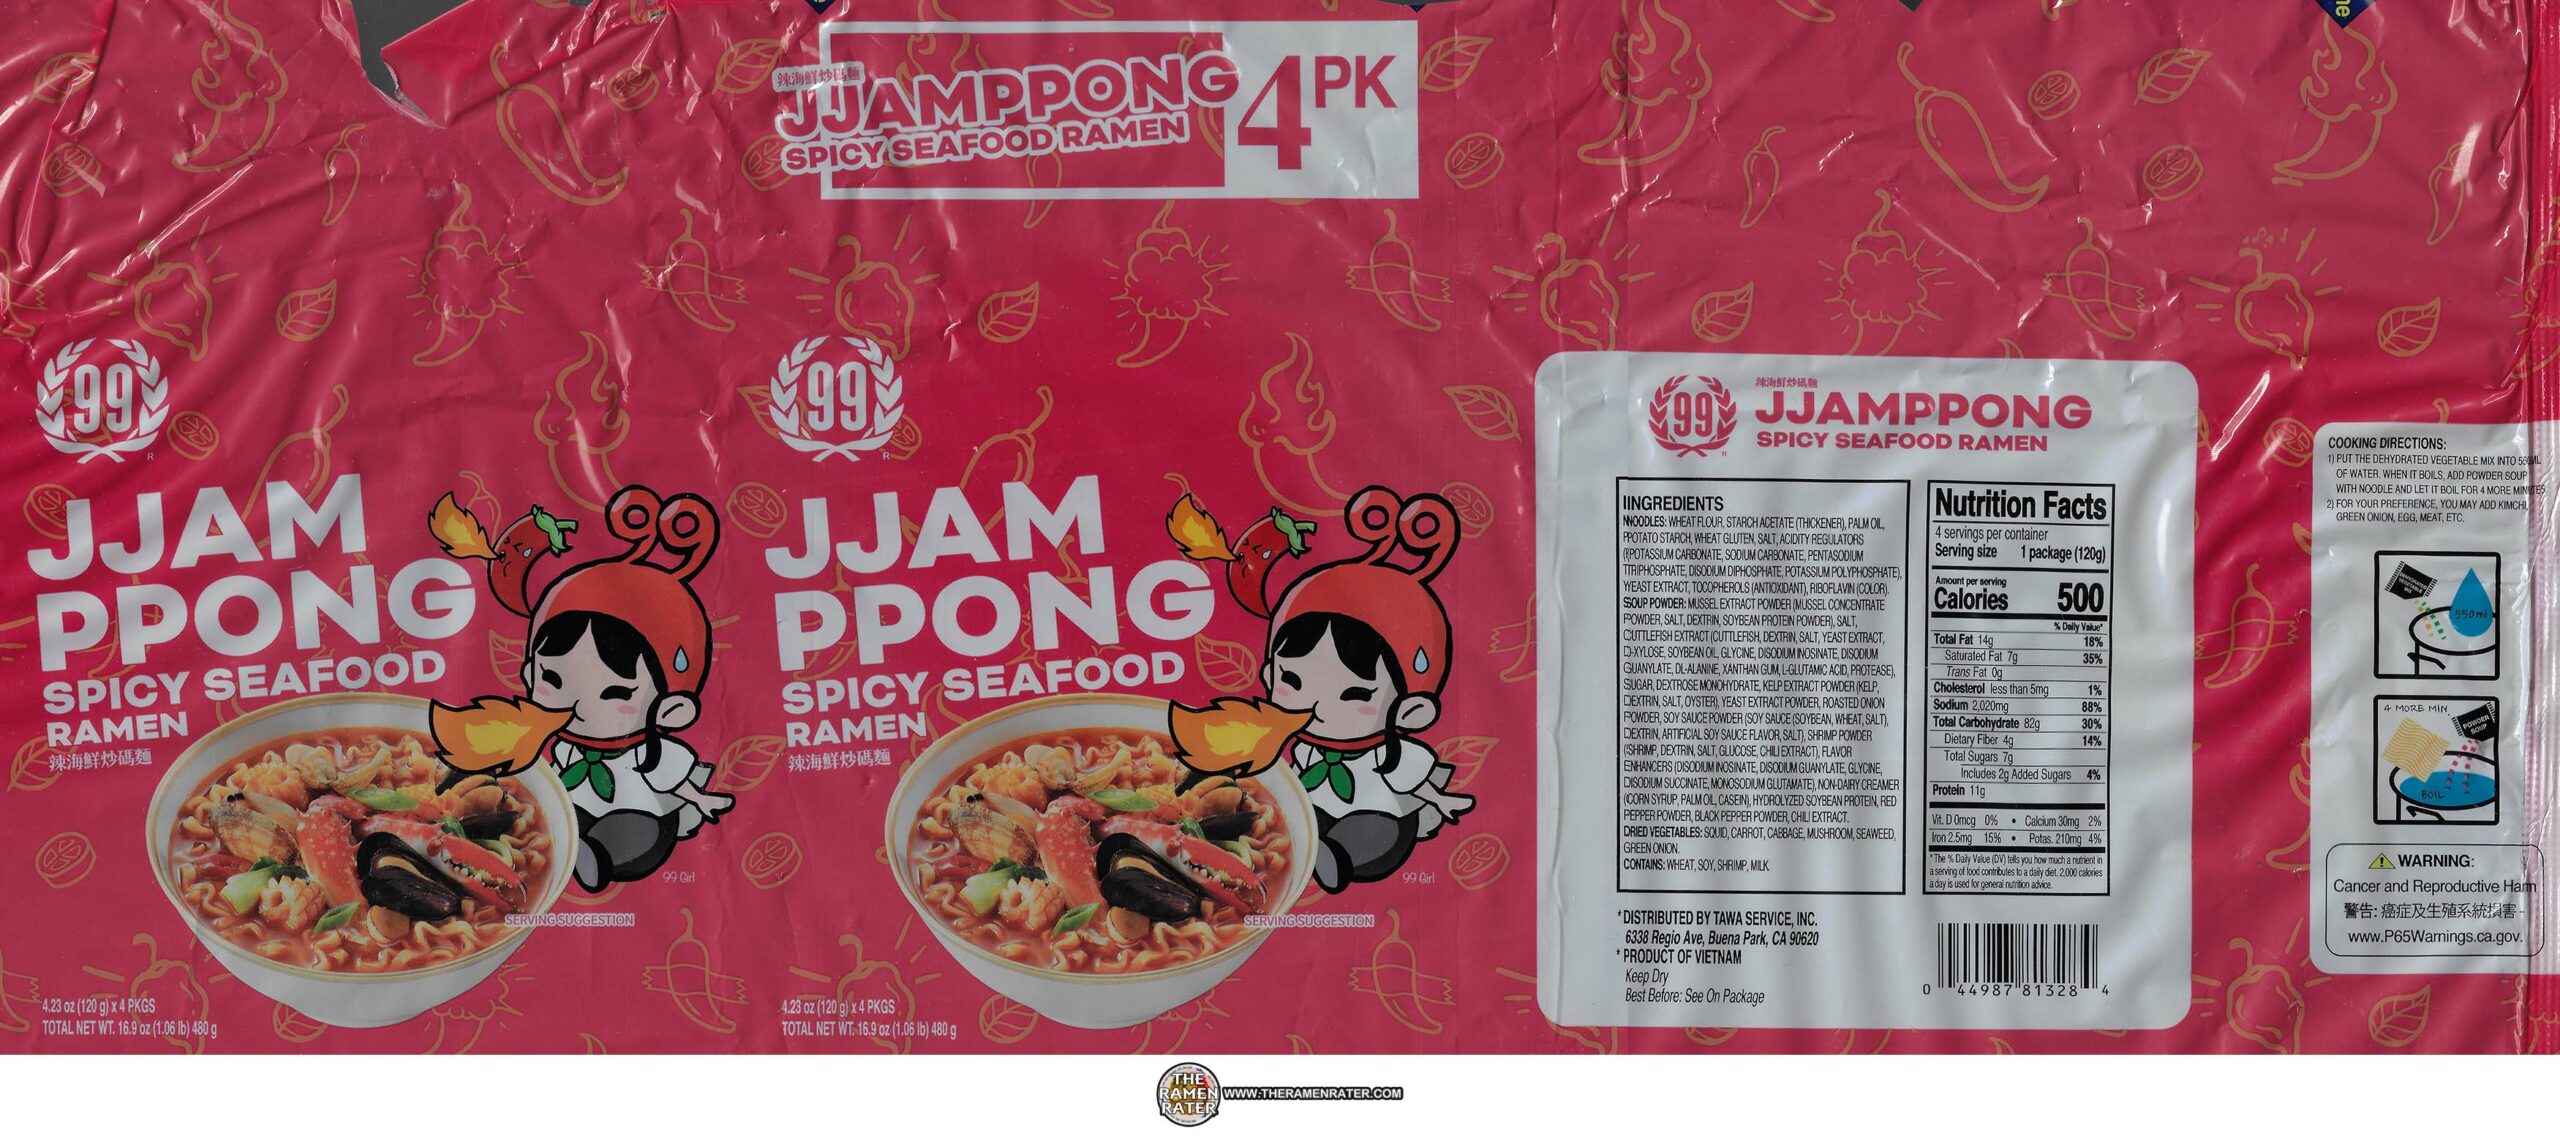 辣海鮮炒碼麵
JJAMPPONG
SPICY SEAFOOD RAMEN
4 PK
99
R
JJAM
PPONG
SPICY SEAFOOD
RAMEN
辣海鮮炒碼麵
99
99 Girl
SERVING SUGGESTION
4.23 oz (120 g) x 4 PKGS
TOTAL NET WT. 16.9 oz (1.06 lb) 480 g
99
R
JJAM
PPONG
SPICY SEAFOOD
RAMEN
辣海鮮炒碼麵
99
99 Girl
SERVING SUGGESTION
4.23 oz (120 g) x 4 PKGS
TOTAL NET WT. 16.9 oz (1.06 lb) 480 g
99
辣海鮮炒碼麵
JJAMPPONG
SPICY SEAFOOD RAMEN
IINGREDIENTS
NNOODLES: WHEAT FLOUR, STARCH ACETATE (THICKENER), PALM OIL,
PPOTATO STARCH, WHEAT GLUTEN, SALT, ACIDITY REGULATORS
((POTASSIUM CARBONATE, SODIUM CARBONATE, PENTASODIUM
TTRIPHOSPHATE, DISODIUM DIPHOSPHATE, POTASSIUM POLYPHOSPHATE),
YEAST EXTRACT, TOCOPHEROLS (ANTIOXIDANT), RIBOFLAVIN (COLOR).
SSOUP POWDER: MUSSEL EXTRACT POWDER (MUSSEL CONCENTRATE
POWDER, SALT, DEXTRIN, SOYBEAN PROTEIN POWDER), SALT,
CUTTLEFISH EXTRACT (CUTTLEFISH, DEXTRIN, SALT, YEAST EXTRACT,
D-XYLOSE, SOYBEAN OIL, GLYCINE, DISODIUM INOSINATE, DISODIUM
GUANYLATE, DL-ALANINE, XANTHAN GUM, L-GLUTAMIC ACID, PROTEASE),
SUGAR, DEXTROSE MONOHYDRATE, KELP EXTRACT POWDER (KELP,
DEXTRIN, SALT, OYSTER), YEAST EXTRACT POWDER, ROASTED ONION
POWDER, SOY SAUCE POWDER (SOY SAUCE (SOYBEAN, WHEAT, SALT),
DEXTRIN, ARTIFICIAL SOY SAUCE FLAVOR, SALT), SHRIMP POWDER
(SHRIMP, DEXTRIN, SALT, GLUCOSE, CHILI EXTRACT), FLAVOR
ENHANCERS (DISODIUM INOSINATE, DISODIUM GUANYLATE, GLYCINE,
DISODIUM SUCCINATE, MONOSODIUM GLUTAMATE), NON-DAIRY CREAMER
(CORN SYRUP, PALM OIL, CASEIN), HYDROLYZED SOYBEAN PROTEIN, RED
PEPPER POWDER, BLACK PEPPER POWDER, CHILI EXTRACT.
DRIED VEGETABLES: SQUID, CARROT, CABBAGE, MUSHROOM, SEAWEED,
GREEN ONION.
CONTAINS: WHEAT, SOY, SHRIMP, MILK
Nutrition Facts
4 servings per container
Serving size 1 package (120g)
Amount per serving
Calories 500
% Daily Value*
Total Fat 14g 18%
Saturated Fat 7g 35%
Trans Fat 0g
Cholesterol less than 5mg 1%
Sodium 2,020mg 88%
Total Carbohydrate 82g 30%
Dietary Fiber 4g 14%
Total Sugars 7g
Includes 2g Added Sugars 4%
Protein 11g
Vit. D 0mcg 0% • Calcium 30mg 2%
Iron 2.5mg 15% • Potas. 210mg 4%
*The % Daily Value (DV) tells you how much a nutrient in
a serving of food contributes to a daily diet. 2,000 calories
a day is used for general nutrition advice.
*DISTRIBUTED BY TAWA SERVICE, INC.
6338 Regio Ave, Buena Park, CA 90620
*PRODUCT OF VIETNAM
Keep Dry
Best Before: See On Package
0 44987 81328 4
COOKING DIRECTIONS:
1) PUT THE DEHYDRATED VEGETABLE MIX INTO 550ML
OF WATER. WHEN IT BOILS, ADD POWDER SOUP
WITH NOODLE AND LET IT BOIL FOR 4 MORE MINUTES.
2) FOR YOUR PREFERENCE, YOU MAY ADD KIMCHI,
GREEN ONION, EGG, MEAT, ETC.
DEHYDRATED
VEGETABLE
MIX
550ml
4 MORE MIN.
POWDER
SOUP
BOIL
WARNING:
Cancer and Reproductive Harm
警告: 癌症及生殖系統損害 -
www.P65Warnings.ca.gov.
THE
RAMEN
RATER
WWW.THERAMENRATER.COM